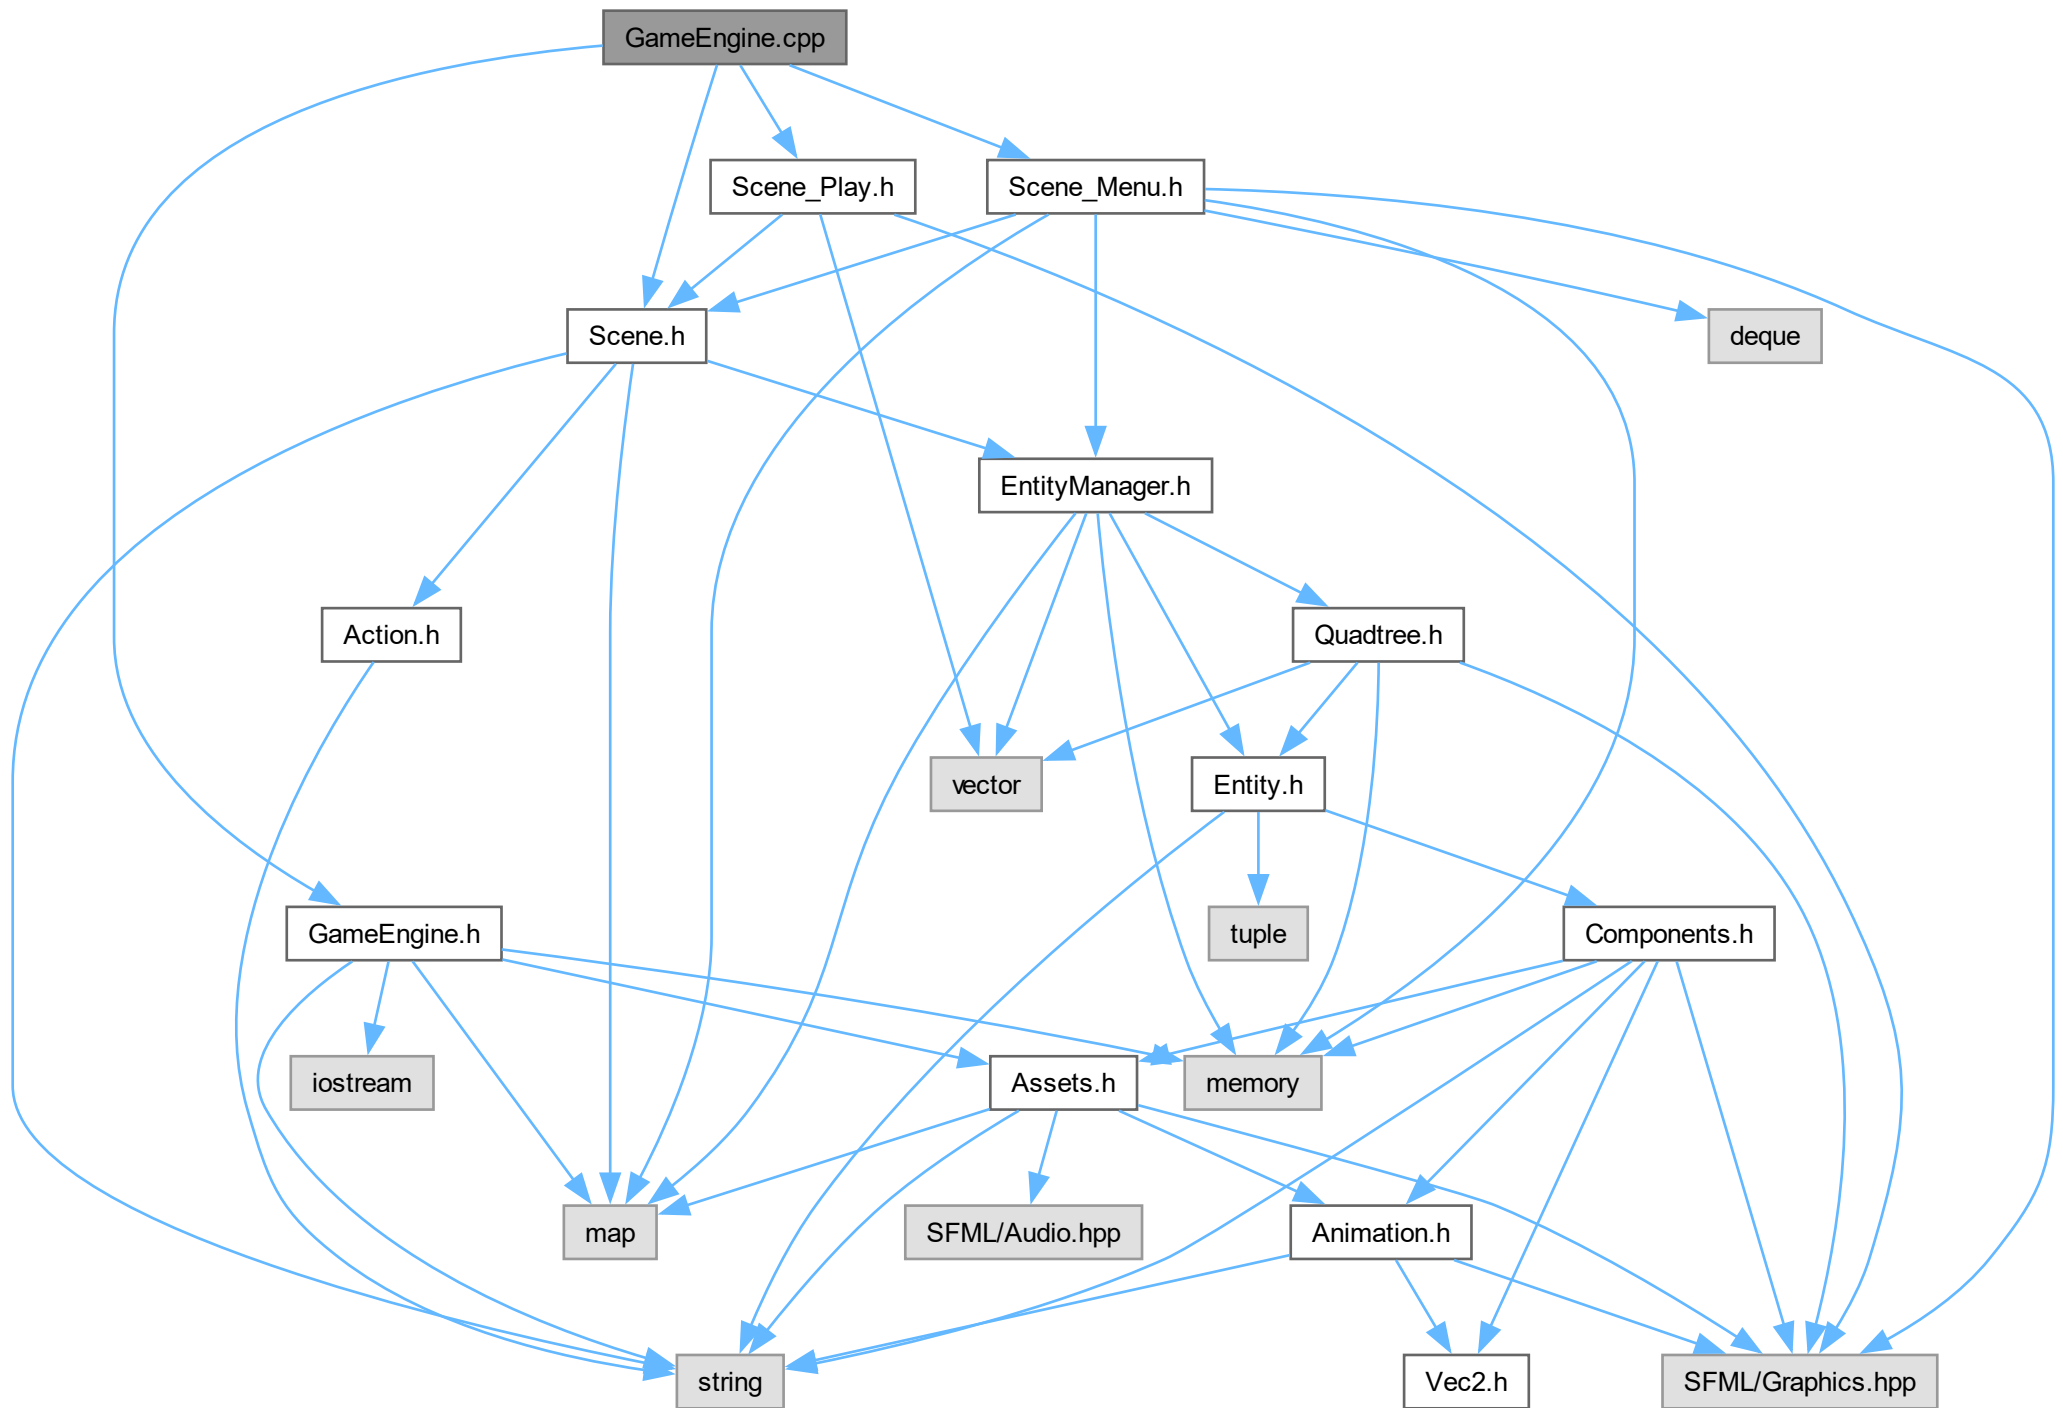 GameEngine.cpp
Scene_Play.h
Scene_Menu.h
Scene.h
deque
EntityManager.h
Action.h
Quadtree.h
vector
Entity.h
GameEngine.h
tuple
Components.h
iostream
Assets.h
memory
map
SFML/Audio.hpp
Animation.h
string
Vec2.h
SFML/Graphics.hpp